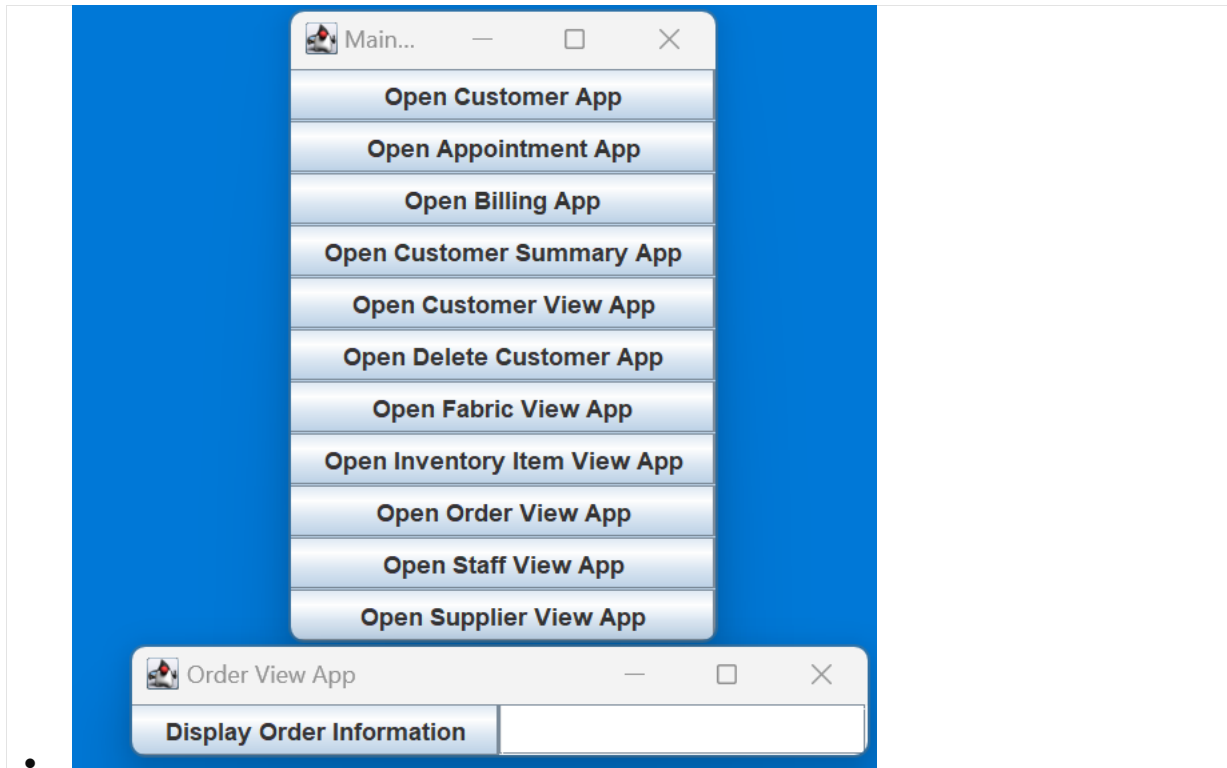 Main...
Open Customer App
Open Appointment App
Open Billing App
Open Customer Summary App
Open Customer View App
Open Delete Customer App
Open Fabric View App
Open Inventory Item View App
Open Order View App
Open Staff View App
Open Supplier View App
Order View App
Display Order Information